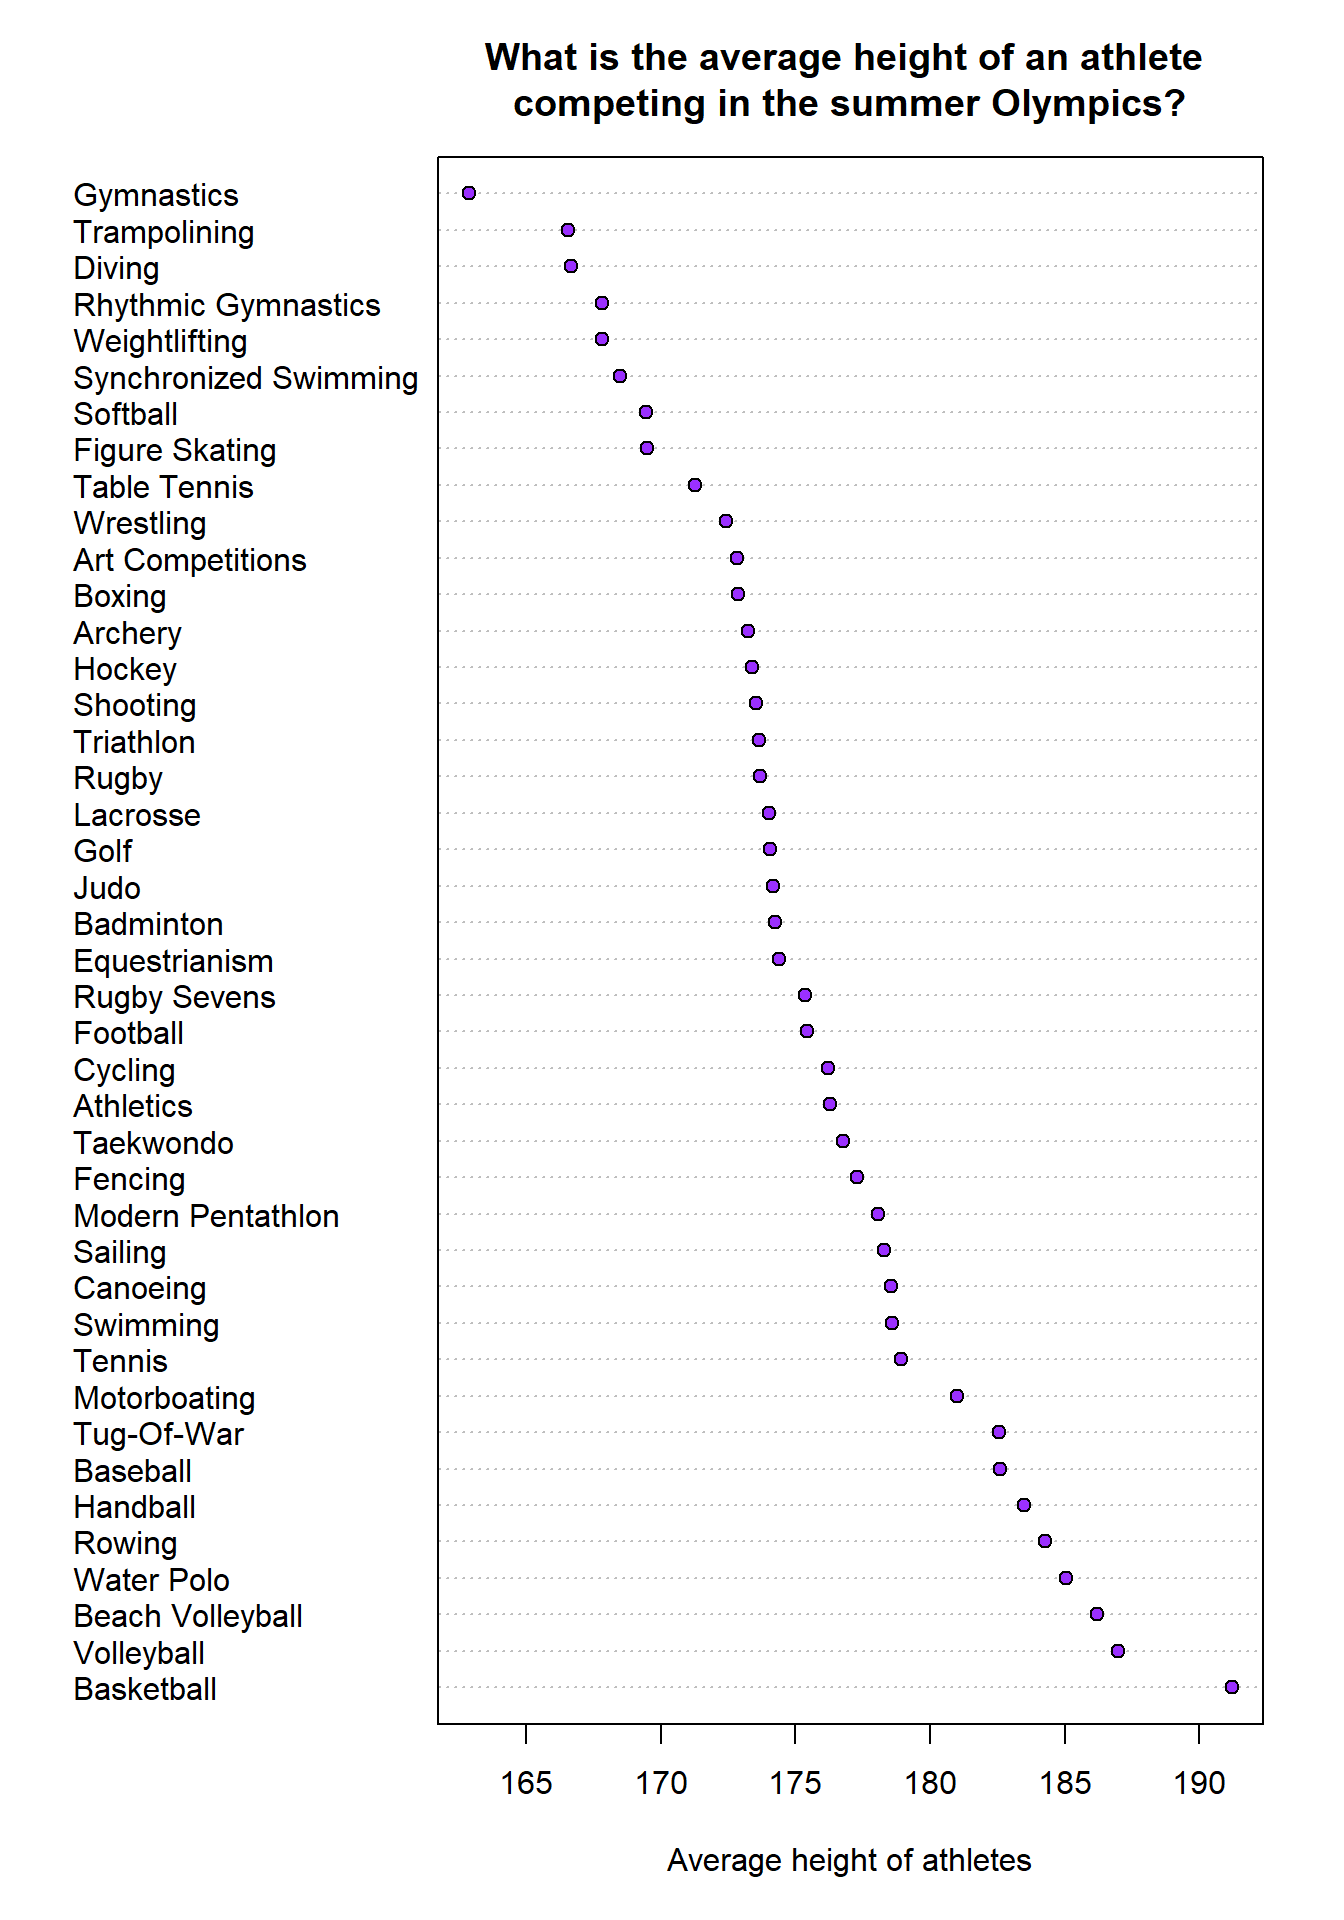 What is the average height of an athlete
competing in the summer Olympics?
Gymnastics
Trampolining
Diving
Rhythmic Gymnastics
Weightlifting
Synchronized Swimming
Softball
Figure Skating
Table Tennis
Wrestling
Art Competitions
Boxing
Archery
Hockey
Shooting
Triathlon
Rugby
Lacrosse
Golf
Judo
Badminton
Equestrianism
Rugby Sevens
Football
Cycling
Athletics
Taekwondo
Fencing
Modern Pentathlon
Sailing
Canoeing
Swimming
Tennis
Motorboating
Tug-Of-War
Baseball
Handball
Rowing
Water Polo
Beach Volleyball
Volleyball
Basketball
165 170 175 180 185 190
Average height of athletes